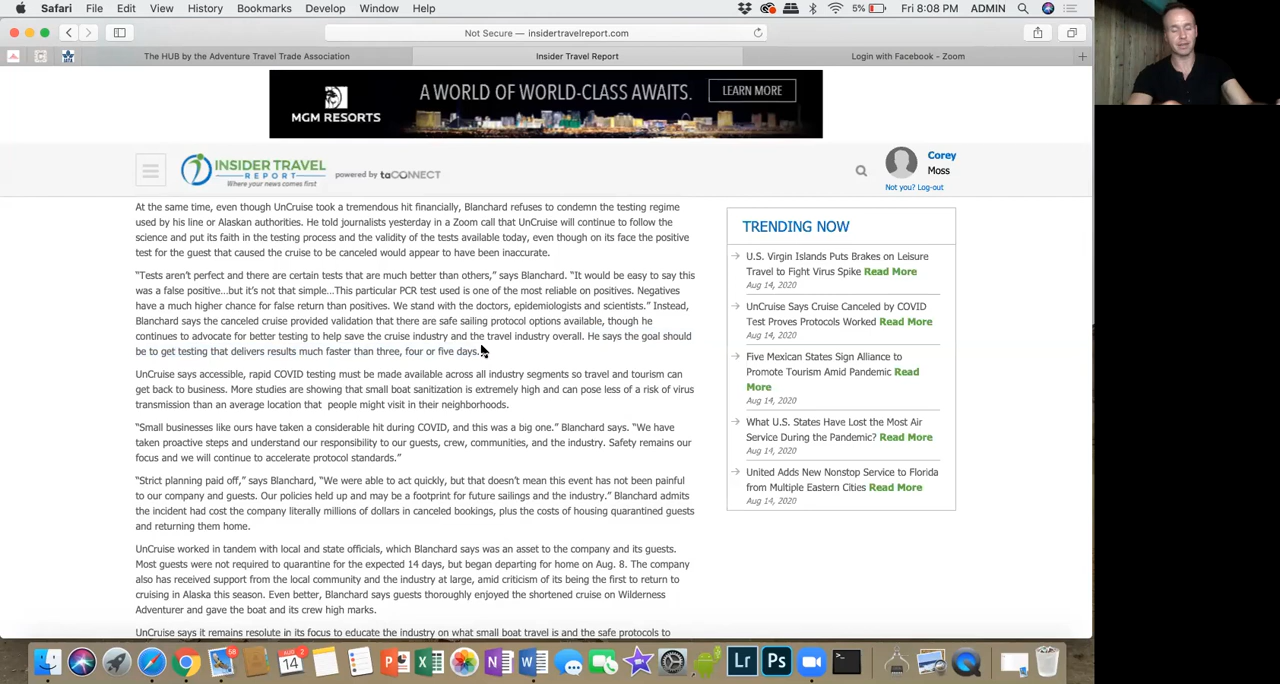 Safari File Edit View History Bookmarks Develop Window Help 5% Fri 8:08 PM ADMIN
Not Secure — insidertravelreport.com
The HUB by the Adventure Travel Trade Association Insider Travel Report Login with Facebook - Zoom
MGM RESORTS A WORLD OF WORLD-CLASS AWAITS. LEARN MORE
INSIDER TRAVEL
REPORT
Where your news comes first
powered by taCONNECT
Corey
Moss
Not you? Log-out
At the same time, even though UnCruise took a tremendous hit financially, Blanchard refuses to condemn the testing regime
used by his line or Alaskan authorities. He told journalists yesterday in a Zoom call that UnCruise will continue to follow the
science and put its faith in the testing process and the validity of the tests available today, even though on its face the positive
test for the guest that caused the cruise to be canceled would appear to have been inaccurate.
“Tests aren’t perfect and there are certain tests that are much better than others,” says Blanchard. “It would be easy to say this
was a false positive…but it’s not that simple…This particular PCR test used is one of the most reliable on positives. Negatives
have a much higher chance for false return than positives. We stand with the doctors, epidemiologists and scientists.” Instead,
Blanchard says the canceled cruise provided validation that there are safe sailing protocol options available, though he
continues to advocate for better testing to help save the cruise industry and the travel industry overall. He says the goal should
be to get testing that delivers results much faster than three, four or five days.
UnCruise says accessible, rapid COVID testing must be made available across all industry segments so travel and tourism can
get back to business. More studies are showing that small boat sanitization is extremely high and can pose less of a risk of virus
transmission than an average location that people might visit in their neighborhoods.
“Small businesses like ours have taken a considerable hit during COVID, and this was a big one.” Blanchard says. “We have
taken proactive steps and understand our responsibility to our guests, crew, communities, and the industry. Safety remains our
focus and we will continue to accelerate protocol standards.”
“Strict planning paid off,” says Blanchard, “We were able to act quickly, but that doesn’t mean this event has not been painful
to our company and guests. Our policies held up and may be a footprint for future sailings and the industry.” Blanchard admits
the incident had cost the company literally millions of dollars in canceled bookings, plus the costs of housing quarantined guests
and returning them home.
UnCruise worked in tandem with local and state officials, which Blanchard says was an asset to the company and its guests.
Most guests were not required to quarantine for the expected 14 days, but began departing for home on Aug. 8. The company
also has received support from the local community and the industry at large, amid criticism of its being the first to return to
cruising in Alaska this season. Even better, Blanchard says guests thoroughly enjoyed the shortened cruise on Wilderness
Adventurer and gave the boat and its crew high marks.
UnCruise says it remains resolute in its focus to educate the industry on what small boat travel is and the safe protocols to
TRENDING NOW
U.S. Virgin Islands Puts Brakes on Leisure
Travel to Fight Virus Spike Read More
Aug 14, 2020
UnCruise Says Cruise Canceled by COVID
Test Proves Protocols Worked Read More
Aug 14, 2020
Five Mexican States Sign Alliance to
Promote Tourism Amid Pandemic Read
More
Aug 14, 2020
What U.S. States Have Lost the Most Air
Service During the Pandemic? Read More
Aug 14, 2020
United Adds New Nonstop Service to Florida
from Multiple Eastern Cities Read More
Aug 14, 2020
58 AUG 14 2 P X N W Lr Ps